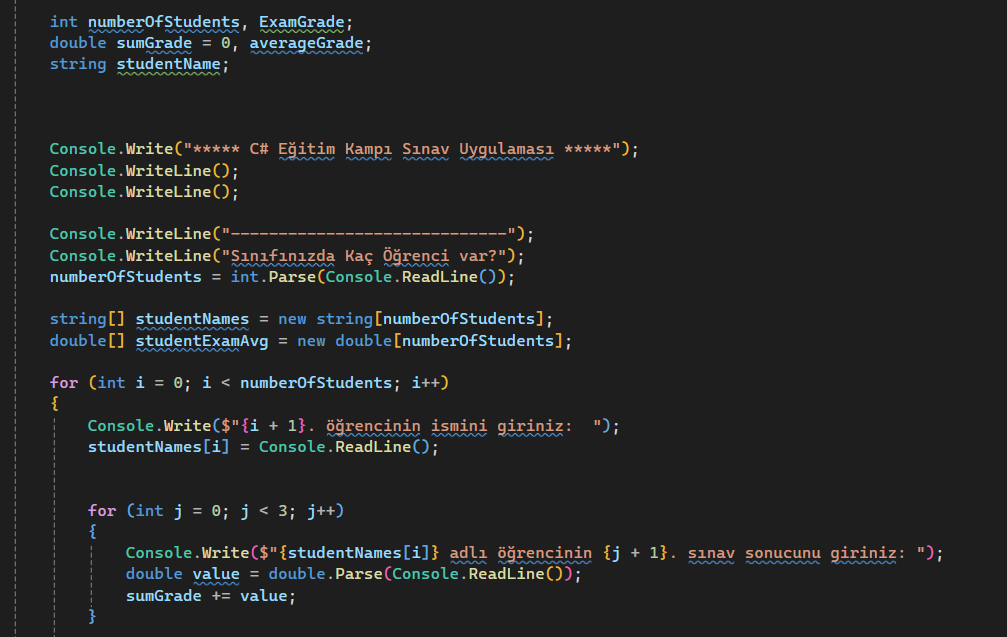 int numberOfStudents, ExamGrade;
double sumGrade = 0, averageGrade;
string studentName;
Console.Write("***** C# Eğitim Kampı Sınav Uygulaması *****");
Console.WriteLine();
Console.WriteLine();
Console.WriteLine("-----------------------------");
Console.WriteLine("Sınıfınızda Kaç Öğrenci var?");
numberOfStudents = int.Parse(Console.ReadLine());
string[] studentNames = new string[numberOfStudents];
double[] studentExamAvg = new double[numberOfStudents];
for (int i = 0; i < numberOfStudents; i++)
{
Console.Write($"{i + 1}. öğrencinin ismini giriniz:  ");
studentNames[i] = Console.ReadLine();
for (int j = 0; j < 3; j++)
{
Console.Write($"{studentNames[i]} adlı öğrencinin {j + 1}. sınav sonucunu giriniz: ");
double value = double.Parse(Console.ReadLine());
sumGrade += value;
}